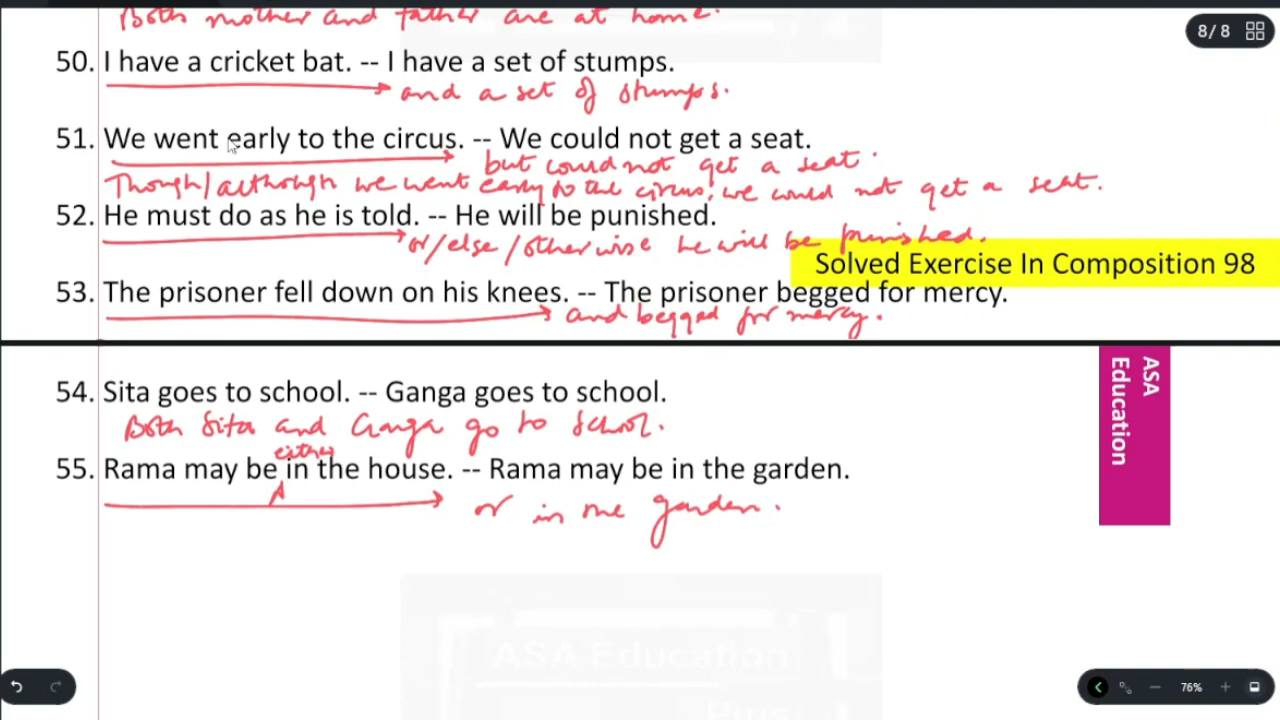 Both mother and father are at home.
8/8
50. I have a cricket bat. -- I have a set of stumps.
and a set of stumps.
51. We went early to the circus. -- We could not get a seat.
but could not get a seat.
Though/although we went early to the circus, we could not get a seat.
52. He must do as he is told. -- He will be punished.
or/else/otherwise he will be punished.
Solved Exercise In Composition 98
53. The prisoner fell down on his knees. -- The prisoner begged for mercy.
and begged for mercy.
ASA
Education
54. Sita goes to school. -- Ganga goes to school.
Both Sita and Ganga go to school.
either
55. Rama may be in the house. -- Rama may be in the garden.
or in the garden.
ASA Education
Plus
76%